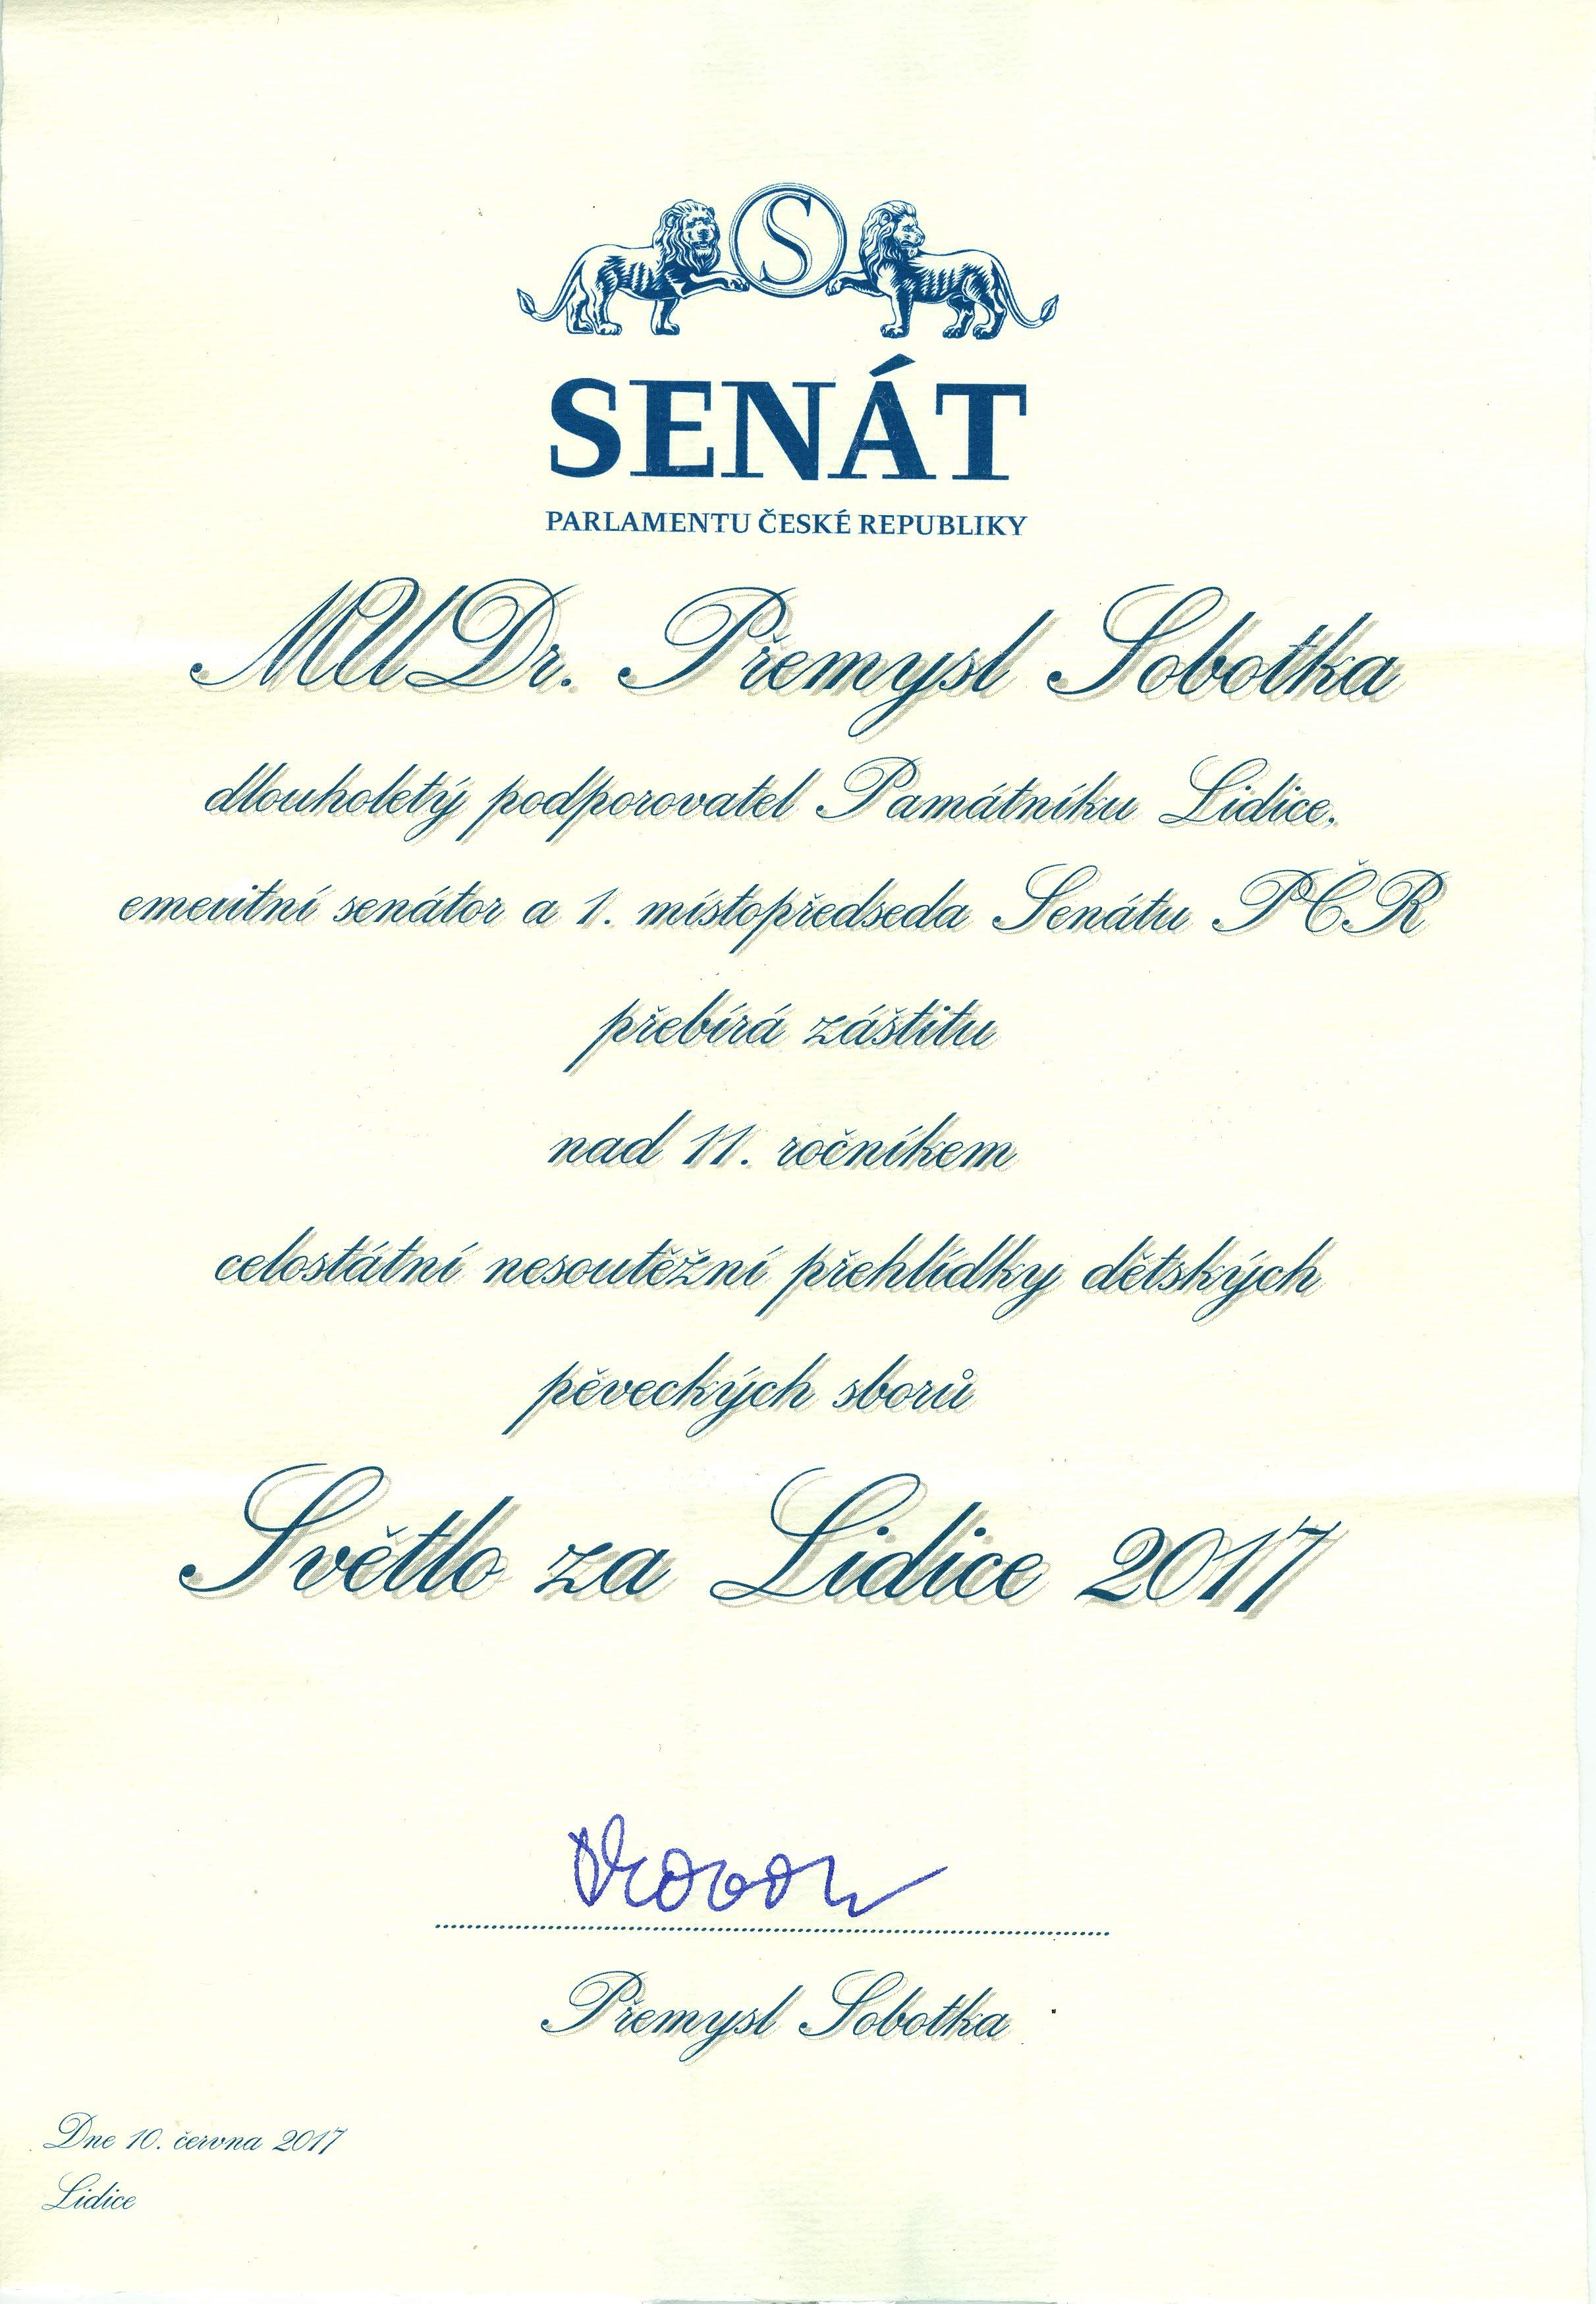 S
SENÁT
PARLAMENTU ČESKÉ REPUBLIKY
MUDr. Přemysl Sobotka
dlouholetý podporovatel Památníku Lidice,
emeritní senátor a 1. místopředseda Senátu PČR
přebírá záštitu
nad 11. ročníkem
celostátní nesoutěžní přehlídky dětských
pěveckých sborů
Světlo za Lidice 2017
Přemysl Sobotka
Dne 10. června 2017
Lidice